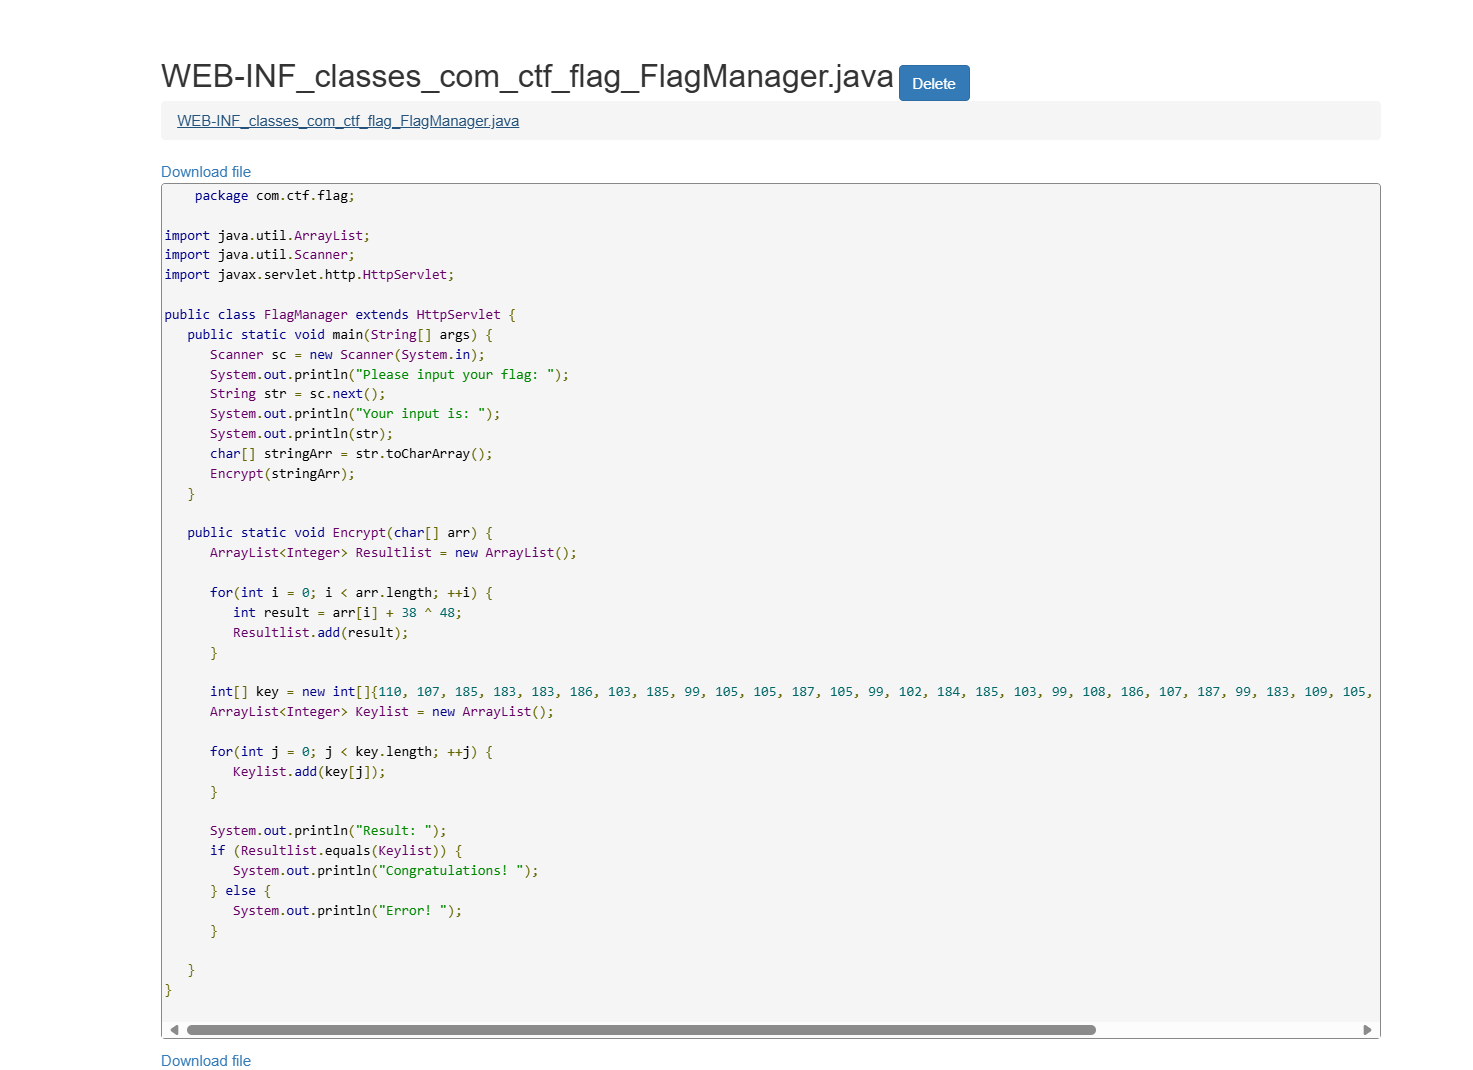 WEB-INF_classes_com_ctf_flag_FlagManager.java Delete
WEB-INF_classes_com_ctf_flag_FlagManager.java
Download file
package com.ctf.flag;
import java.util.ArrayList;
import java.util.Scanner;
import javax.servlet.http.HttpServlet;
public class FlagManager extends HttpServlet {
public static void main(String[] args) {
Scanner sc = new Scanner(System.in);
System.out.println("Please input your flag: ");
String str = sc.next();
System.out.println("Your input is: ");
System.out.println(str);
char[] stringArr = str.toCharArray();
Encrypt(stringArr);
}
public static void Encrypt(char[] arr) {
ArrayList<Integer> Resultlist = new ArrayList();
for(int i = 0; i < arr.length; ++i) {
int result = arr[i] + 38 ^ 48;
Resultlist.add(result);
}
int[] key = new int[]{110, 107, 185, 183, 183, 186, 103, 185, 99, 105, 105, 187, 105, 99, 102, 184, 185, 103, 99, 108, 186, 107, 187, 99, 183, 109, 105,
ArrayList<Integer> Keylist = new ArrayList();
for(int j = 0; j < key.length; ++j) {
Keylist.add(key[j]);
}
System.out.println("Result: ");
if (Resultlist.equals(Keylist)) {
System.out.println("Congratulations! ");
} else {
System.out.println("Error! ");
}
}
}
Download file